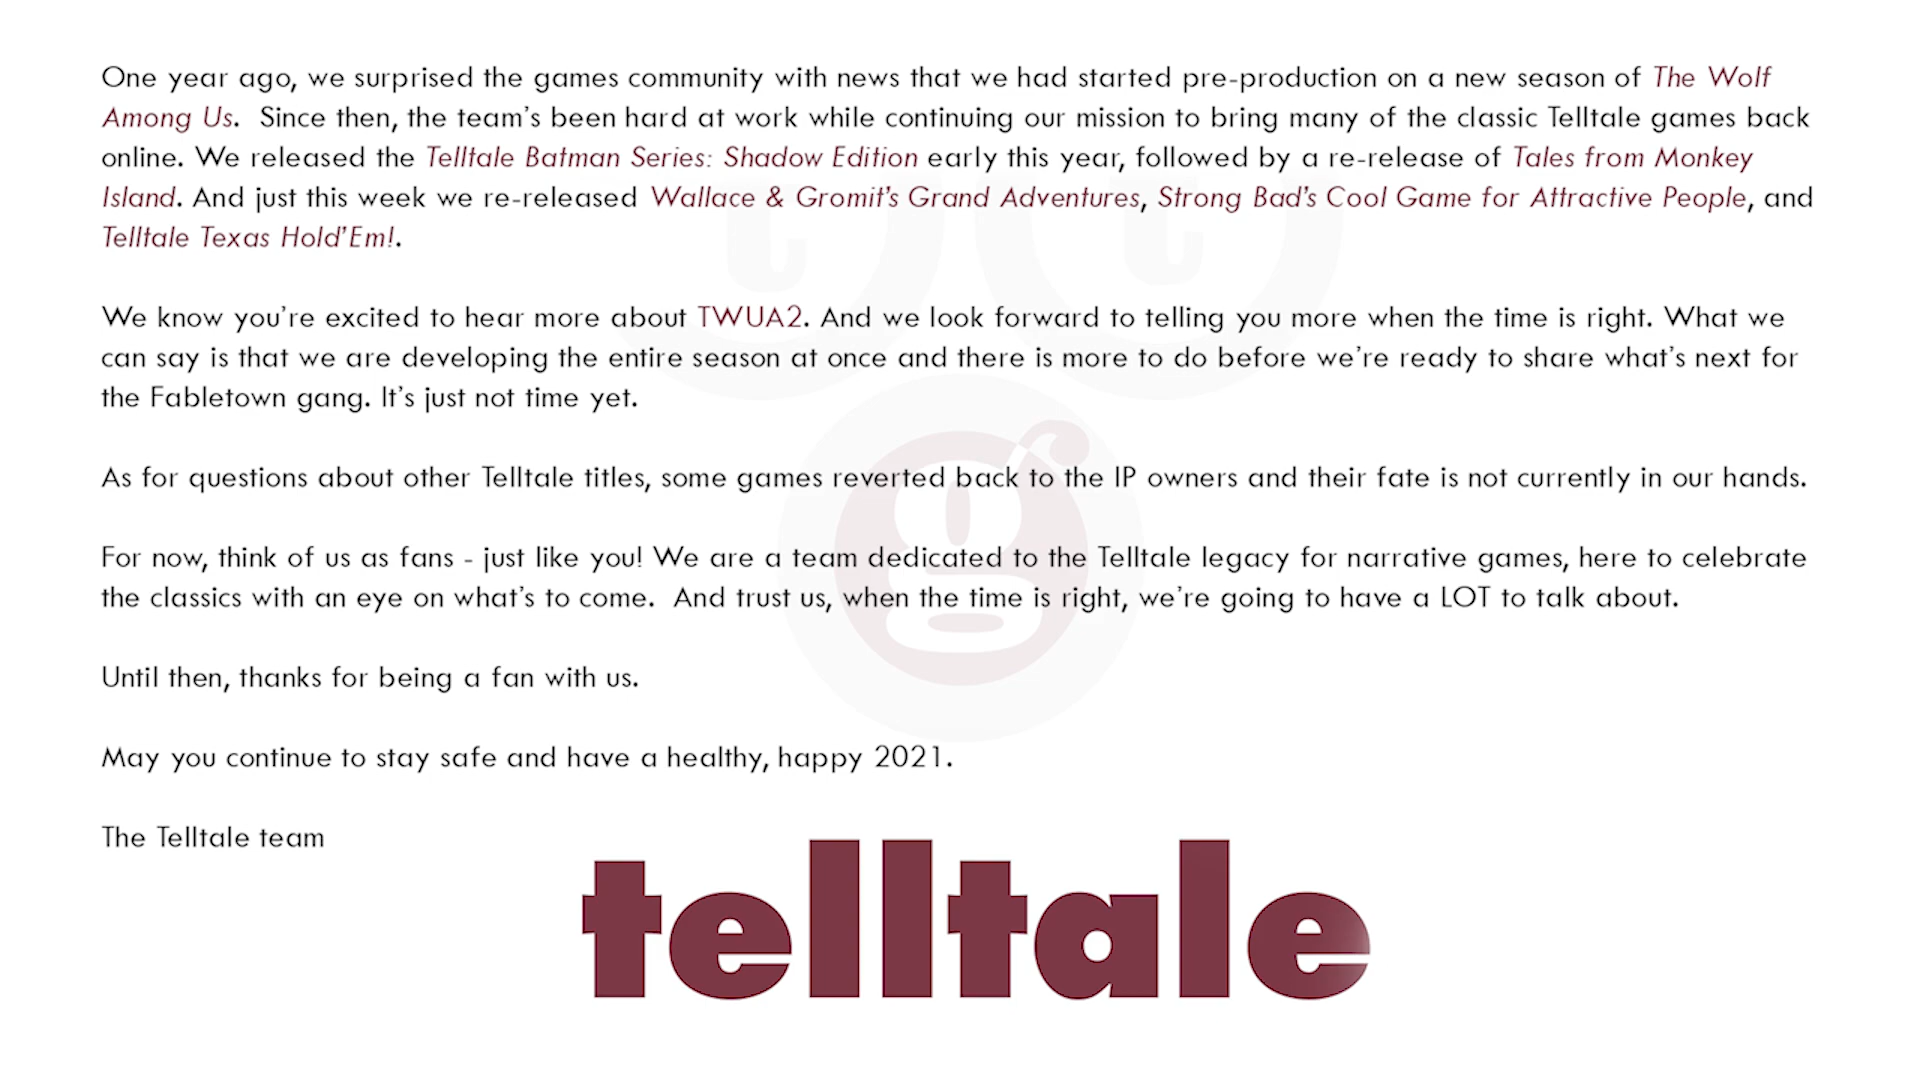 One year ago, we surprised the games community with news that we had started pre-production on a new season of The Wolf
Among Us.  Since then, the team's been hard at work while continuing our mission to bring many of the classic Telltale games back
online. We released the Telltale Batman Series: Shadow Edition early this year, followed by a re-release of Tales from Monkey
Island. And just this week we re-released Wallace & Gromit's Grand Adventures, Strong Bad's Cool Game for Attractive People, and
Telltale Texas Hold'Em!.
We know you're excited to hear more about TWUA2. And we look forward to telling you more when the time is right. What we
can say is that we are developing the entire season at once and there is more to do before we're ready to share what's next for
the Fabletown gang. It's just not time yet.
As for questions about other Telltale titles, some games reverted back to the IP owners and their fate is not currently in our hands.
For now, think of us as fans - just like you! We are a team dedicated to the Telltale legacy for narrative games, here to celebrate
the classics with an eye on what's to come.  And trust us, when the time is right, we're going to have a LOT to talk about.
Until then, thanks for being a fan with us.
May you continue to stay safe and have a healthy, happy 2021.
The Telltale team
telltale
t t
g